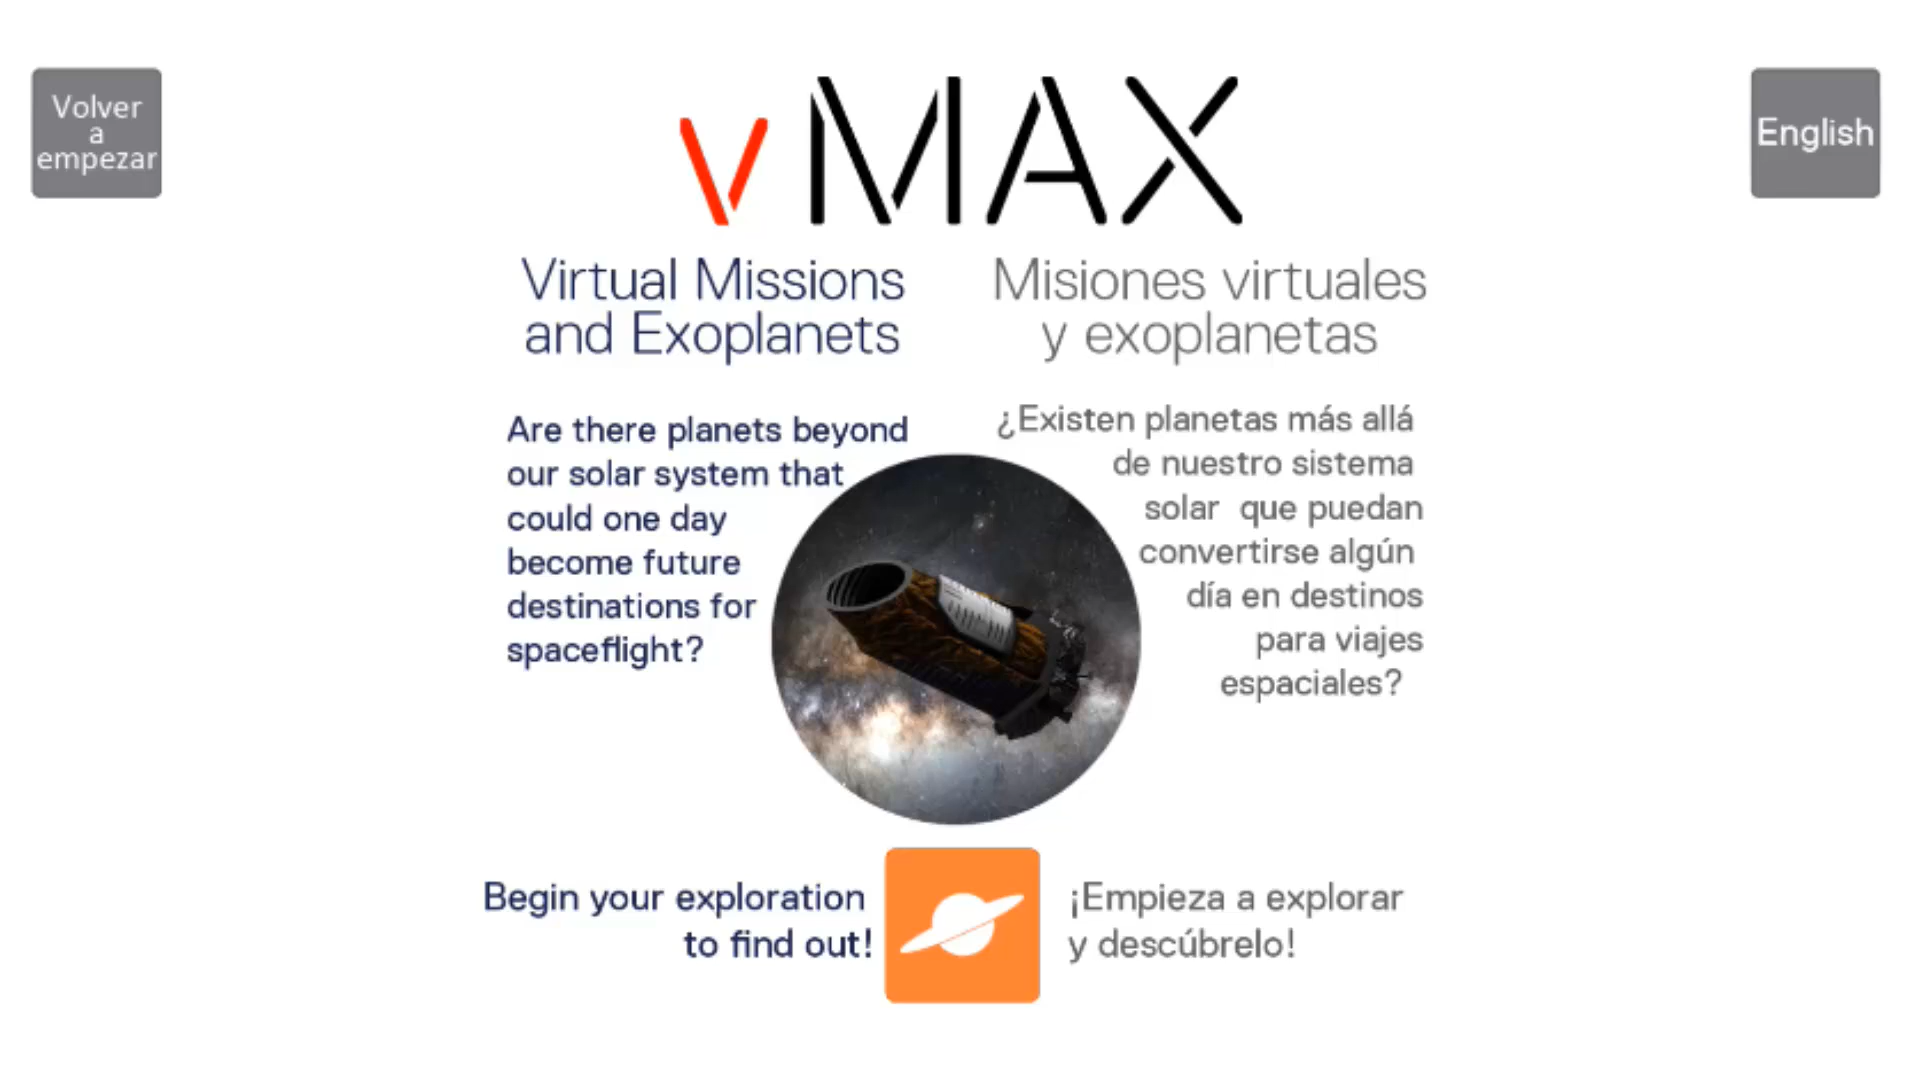 Volver
a
empezar
English
vMAX
Virtual Missions
and Exoplanets
Misiones virtuales
y exoplanetas
Are there planets beyond
our solar system that
could one day
become future
destinations for
spaceflight?
¿Existen planetas más allá
de nuestro sistema
solar que puedan
convertirse algún
día en destinos
para viajes
espaciales?
Begin your exploration
to find out!
¡Empieza a explorar
y descúbrelo!